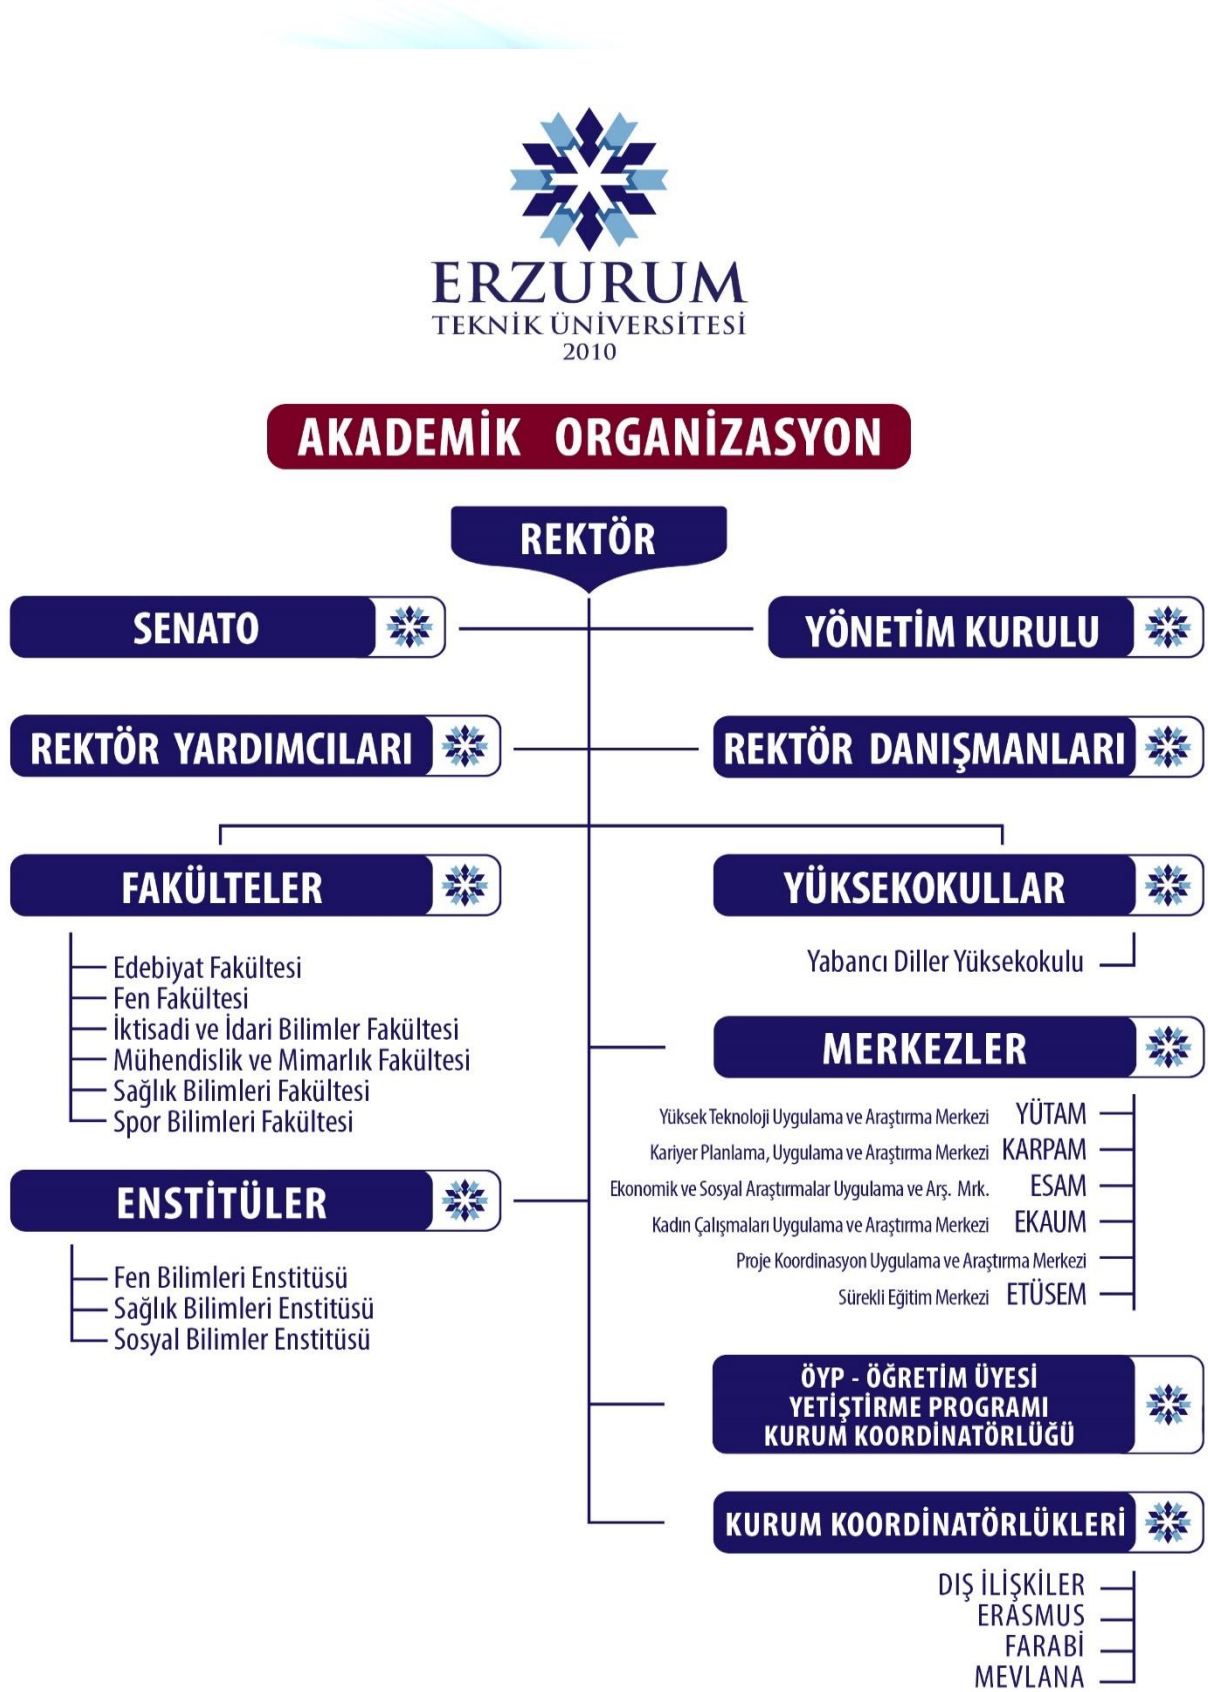 ERZURUM
TEKNİK ÜNİVERSİTESİ
2010
AKADEMİK ORGANİZASYON
REKTÖR
SENATO
YÖNETİM KURULU
REKTÖR YARDIMCILARI
REKTÖR DANIŞMANLARI
FAKÜLTELER
Edebiyat Fakültesi
Fen Fakültesi
İktisadi ve İdari Bilimler Fakültesi
Mühendislik ve Mimarlık Fakültesi
Sağlık Bilimleri Fakültesi
Spor Bilimleri Fakültesi
ENSTİTÜLER
Fen Bilimleri Enstitüsü
Sağlık Bilimleri Enstitüsü
Sosyal Bilimler Enstitüsü
YÜKSEKOKULLAR
Yabancı Diller Yüksekokulu
MERKEZLER
Yüksek Teknoloji Uygulama ve Araştırma Merkezi YÜTAM
Kariyer Planlama, Uygulama ve Araştırma Merkezi KARPAM
Ekonomik ve Sosyal Araştırmalar Uygulama ve Arş. Mrk. ESAM
Kadın Çalışmaları Uygulama ve Araştırma Merkezi EKAUM
Proje Koordinasyon Uygulama ve Araştırma Merkezi
Sürekli Eğitim Merkezi ETÜSEM
ÖYP - ÖĞRETİM ÜYESİ
YETİŞTİRME PROGRAMI
KURUM KOORDİNATÖRLÜĞÜ
KURUM KOORDİNATÖRLÜKLERİ
DIŞ İLİŞKİLER
ERASMUS
FARABİ
MEVLANA